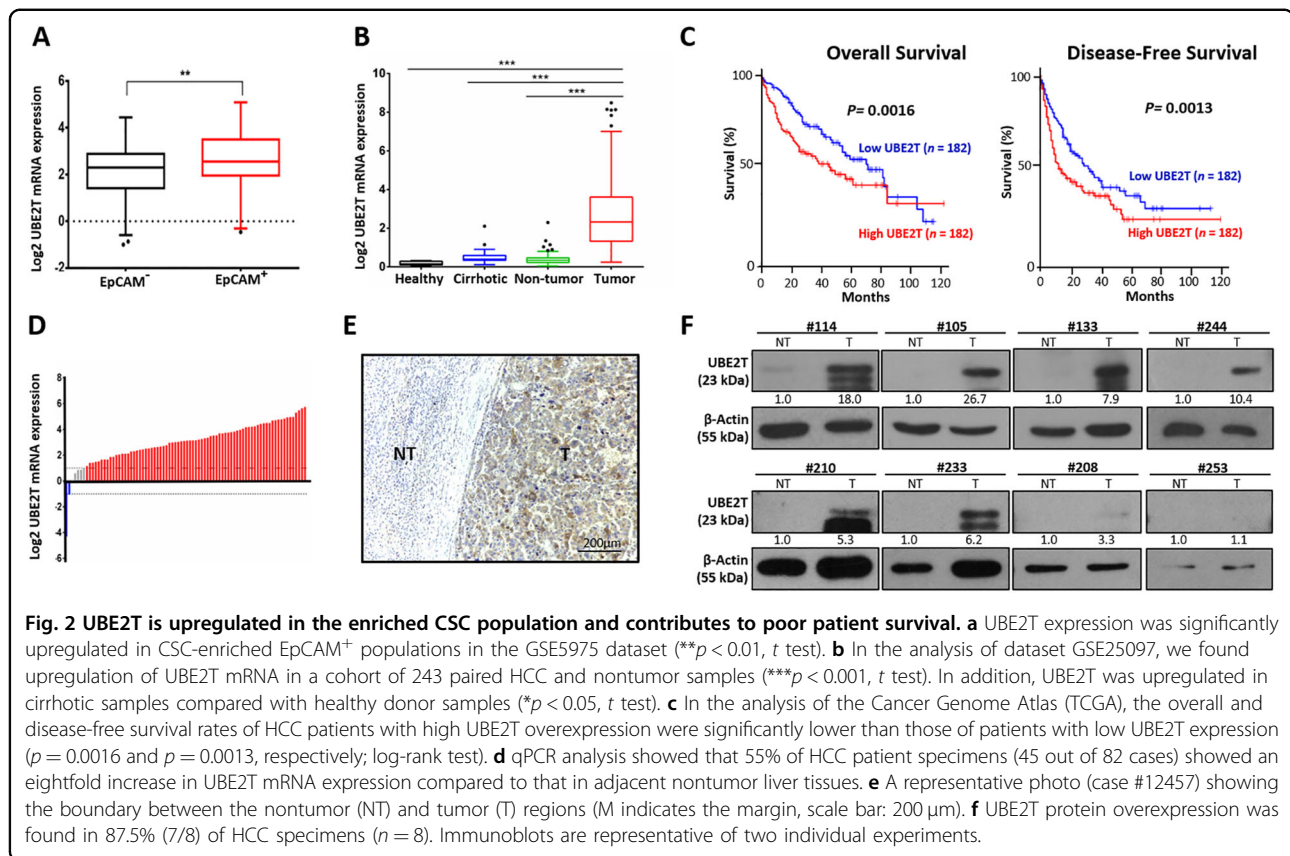 A
**
Log2 UBE2T mRNA expression
6
4
2
0
-2
EpCAM⁻
EpCAM⁺
B
***
***
***
Log2 UBE2T mRNA expression
10
8
6
4
2
0
Healthy
Cirrhotic
Non-tumor
Tumor
C
Overall Survival
P= 0.0016
Low UBE2T (n = 182)
High UBE2T (n = 182)
Survival (%)
100
50
0
0 20 40 60 80 100 120
Months
Disease-Free Survival
P= 0.0013
Low UBE2T (n = 182)
High UBE2T (n = 182)
Survival (%)
100
50
0
0 20 40 60 80 100 120
Months
D
Log2 UBE2T mRNA expression
8
6
4
2
0
-2
-4
-6
E
NT
T
200µm
F
#114 #105 #133 #244
NT T NT T NT T NT T
UBE2T
(23 kDa)
1.0 18.0 1.0 26.7 1.0 7.9 1.0 10.4
β-Actin
(55 kDa)
#210 #233 #208 #253
NT T NT T NT T NT T
UBE2T
(23 kDa)
1.0 5.3 1.0 6.2 1.0 3.3 1.0 1.1
β-Actin
(55 kDa)
Fig. 2 UBE2T is upregulated in the enriched CSC population and contributes to poor patient survival. a UBE2T expression was significantly
upregulated in CSC-enriched EpCAM⁺ populations in the GSE5975 dataset (**p < 0.01, t test). b In the analysis of dataset GSE25097, we found
upregulation of UBE2T mRNA in a cohort of 243 paired HCC and nontumor samples (***p < 0.001, t test). In addition, UBE2T was upregulated in
cirrhotic samples compared with healthy donor samples (*p < 0.05, t test). c In the analysis of the Cancer Genome Atlas (TCGA), the overall and
disease-free survival rates of HCC patients with high UBE2T overexpression were significantly lower than those of patients with low UBE2T expression
(p = 0.0016 and p = 0.0013, respectively; log-rank test). d qPCR analysis showed that 55% of HCC patient specimens (45 out of 82 cases) showed an
eightfold increase in UBE2T mRNA expression compared to that in adjacent nontumor liver tissues. e A representative photo (case #12457) showing
the boundary between the nontumor (NT) and tumor (T) regions (M indicates the margin, scale bar: 200 µm). f UBE2T protein overexpression was
found in 87.5% (7/8) of HCC specimens (n = 8). Immunoblots are representative of two individual experiments.